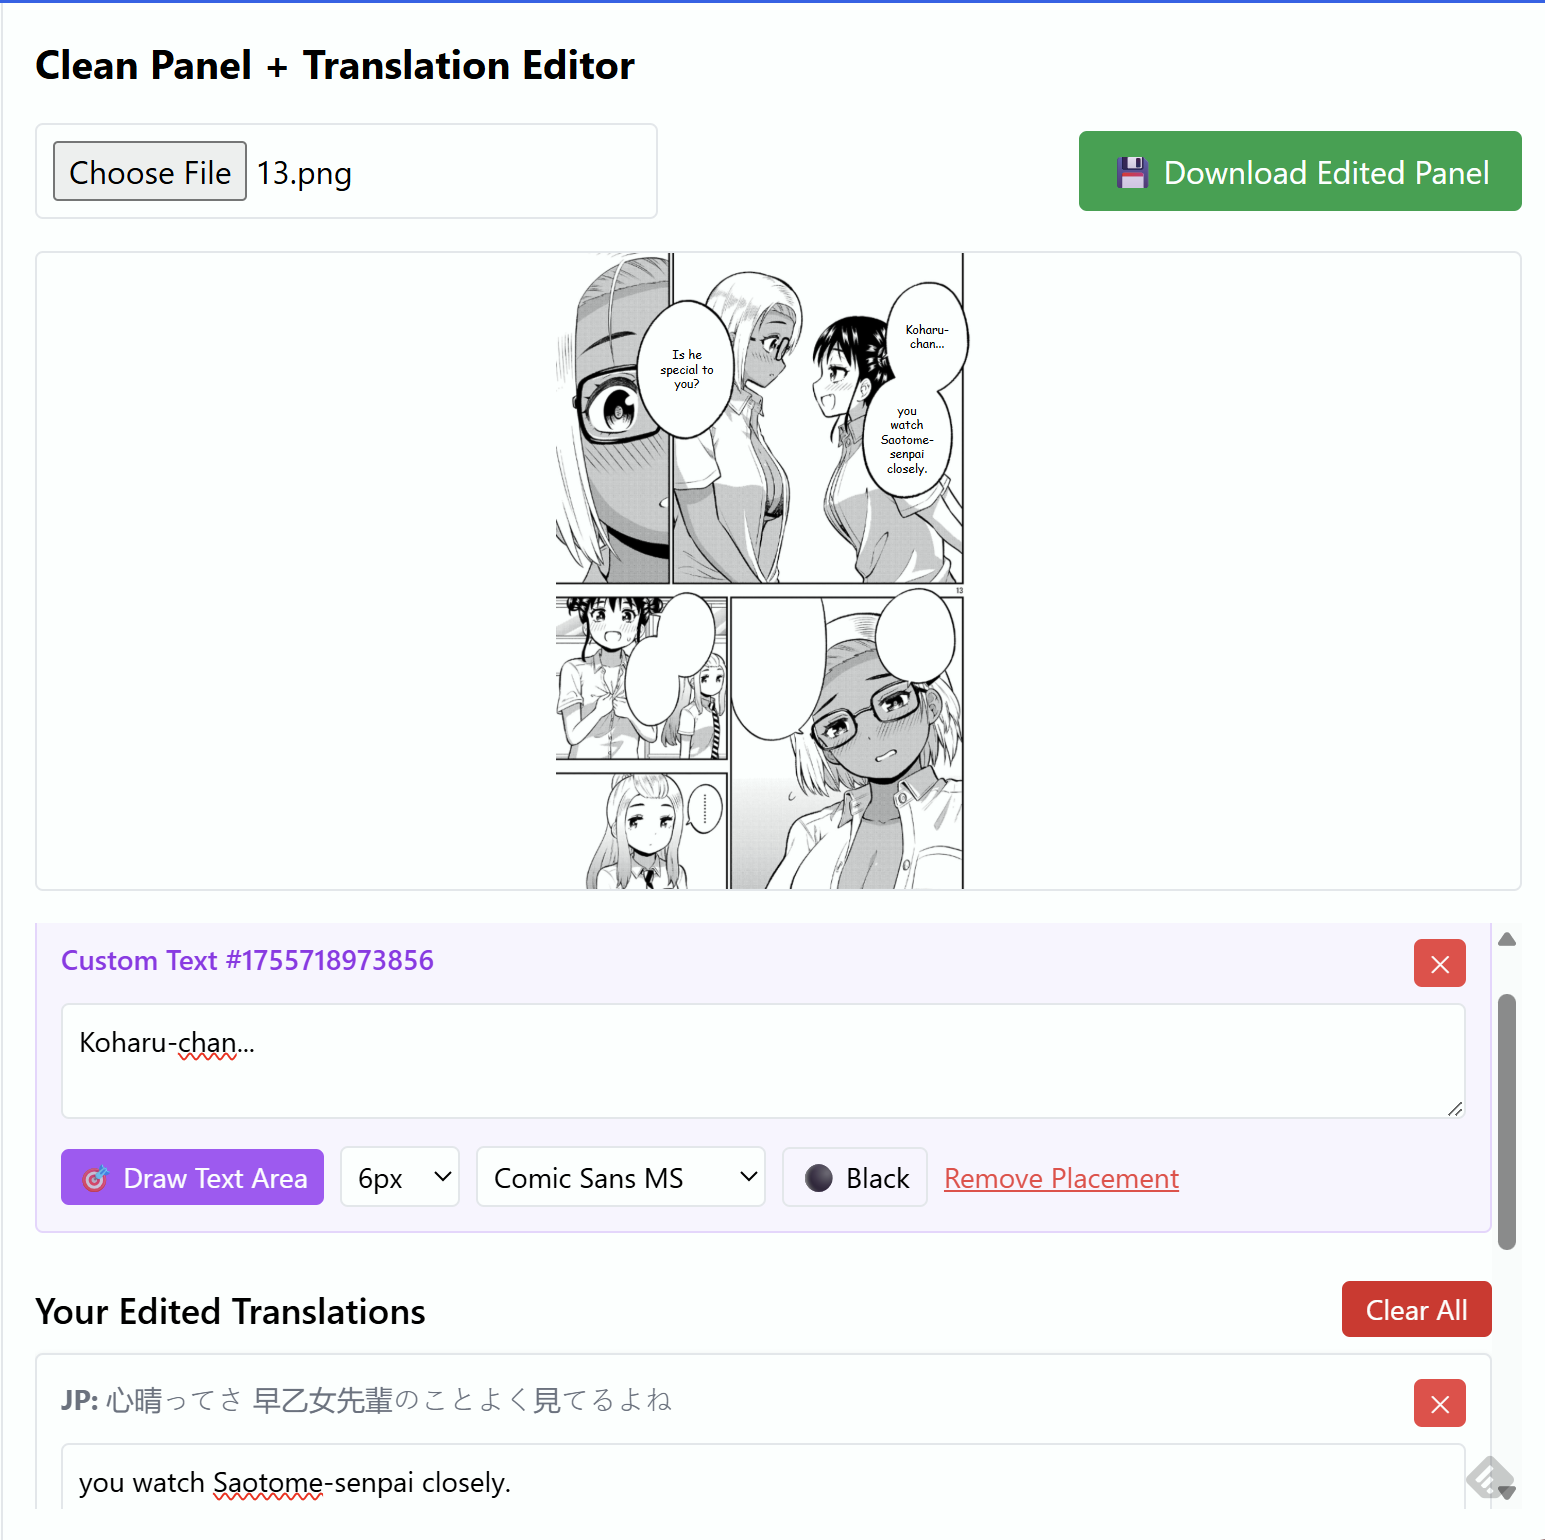 Clean Panel + Translation Editor
Choose File 13.png
💾 Download Edited Panel
Koharu-
chan...
you
watch
Saotome-
senpai
closely.
Is he
special to
you?
13
Custom Text #1755718973856
Koharu-chan...
🎯 Draw Text Area
6px
Comic Sans MS
Black
Remove Placement
Your Edited Translations
Clear All
JP: 心晴ってさ 早乙女先輩のことよく見てるよね
you watch Saotome-senpai closely.